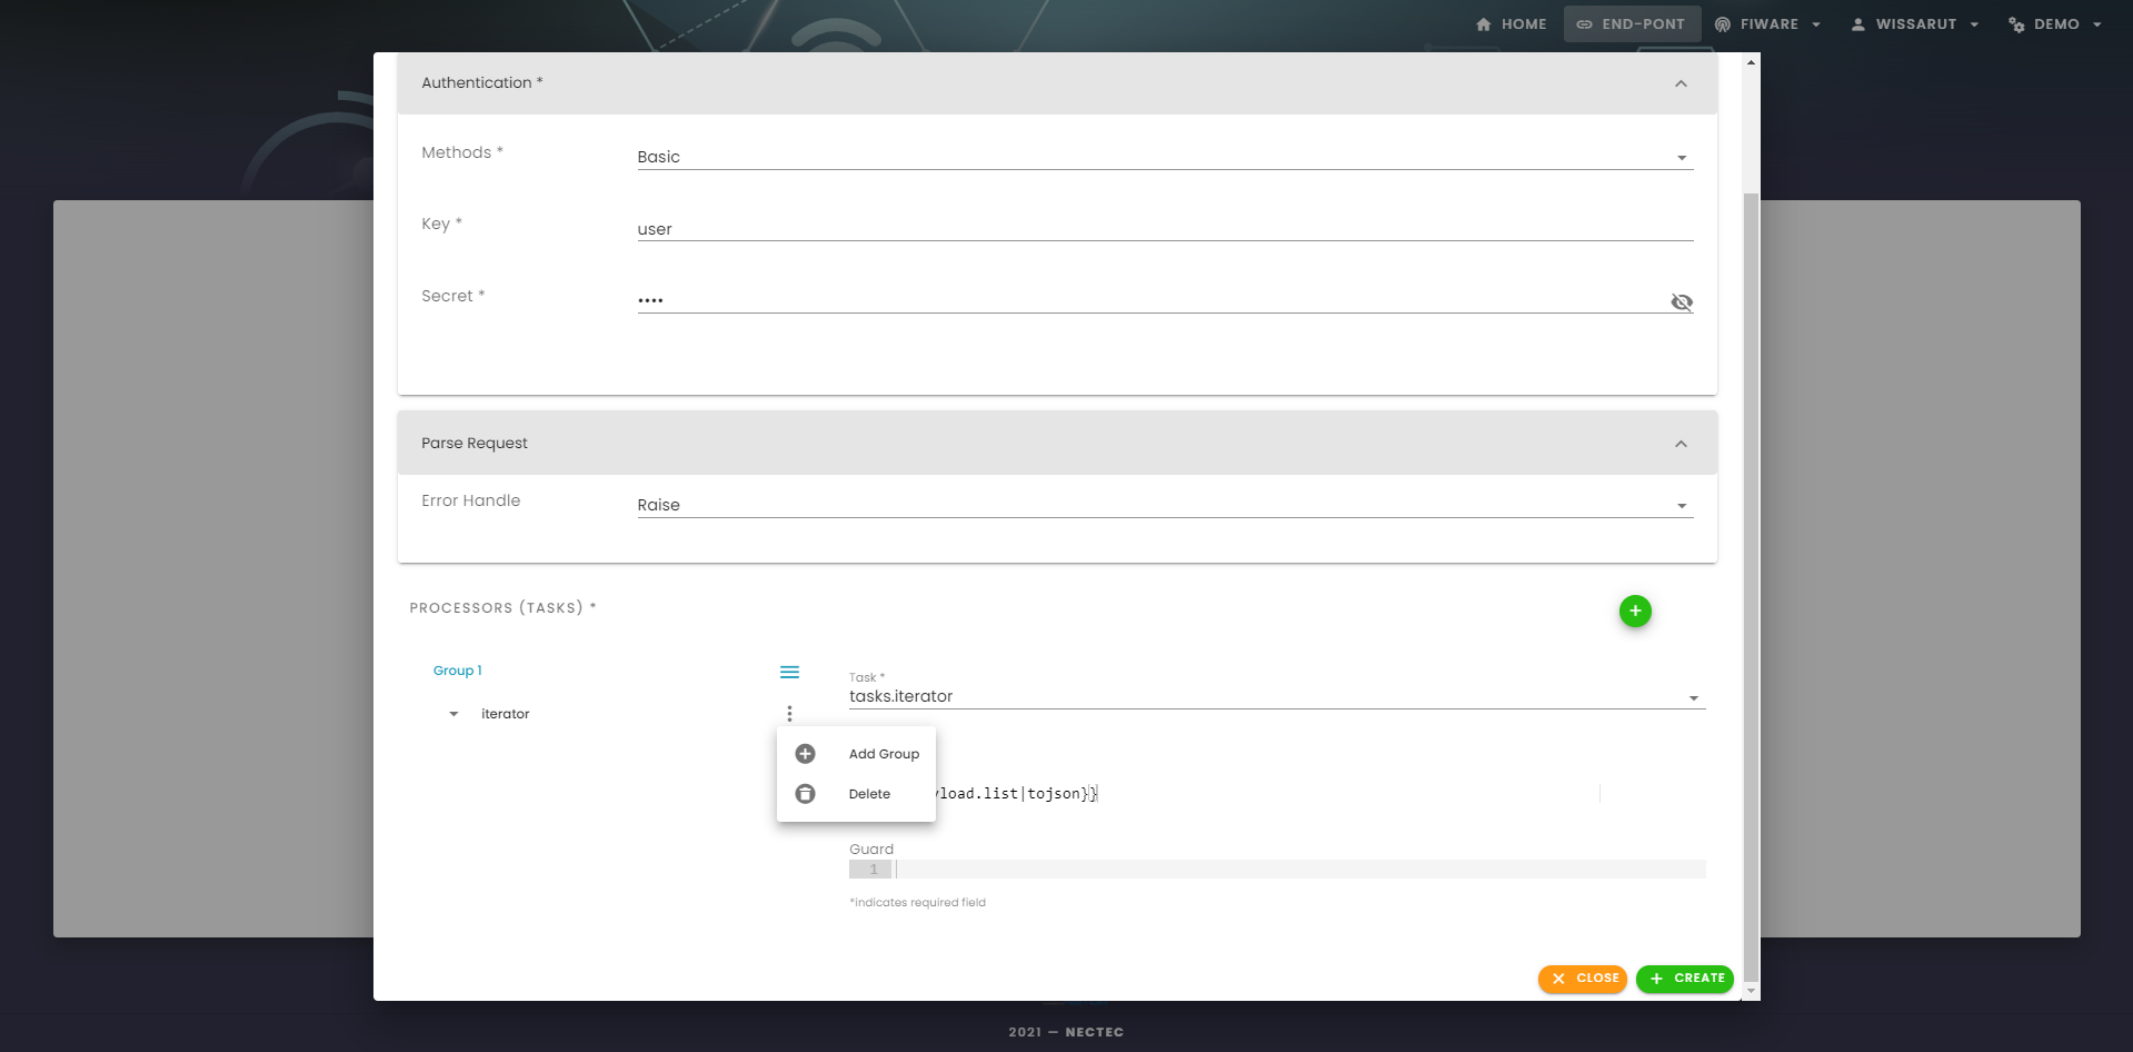 HOME END-PONT FIWARE WISSARUT DEMO
Authentication *
Methods * Basic
Key * user
Secret * ••••
Parse Request
Error Handle Raise
PROCESSORS (TASKS) *
Group 1
Task *
tasks.iterator
iterator
Add Group
Delete
load.list|tojson}}
Guard
1
*indicates required field
CLOSE CREATE
2021 — NECTEC